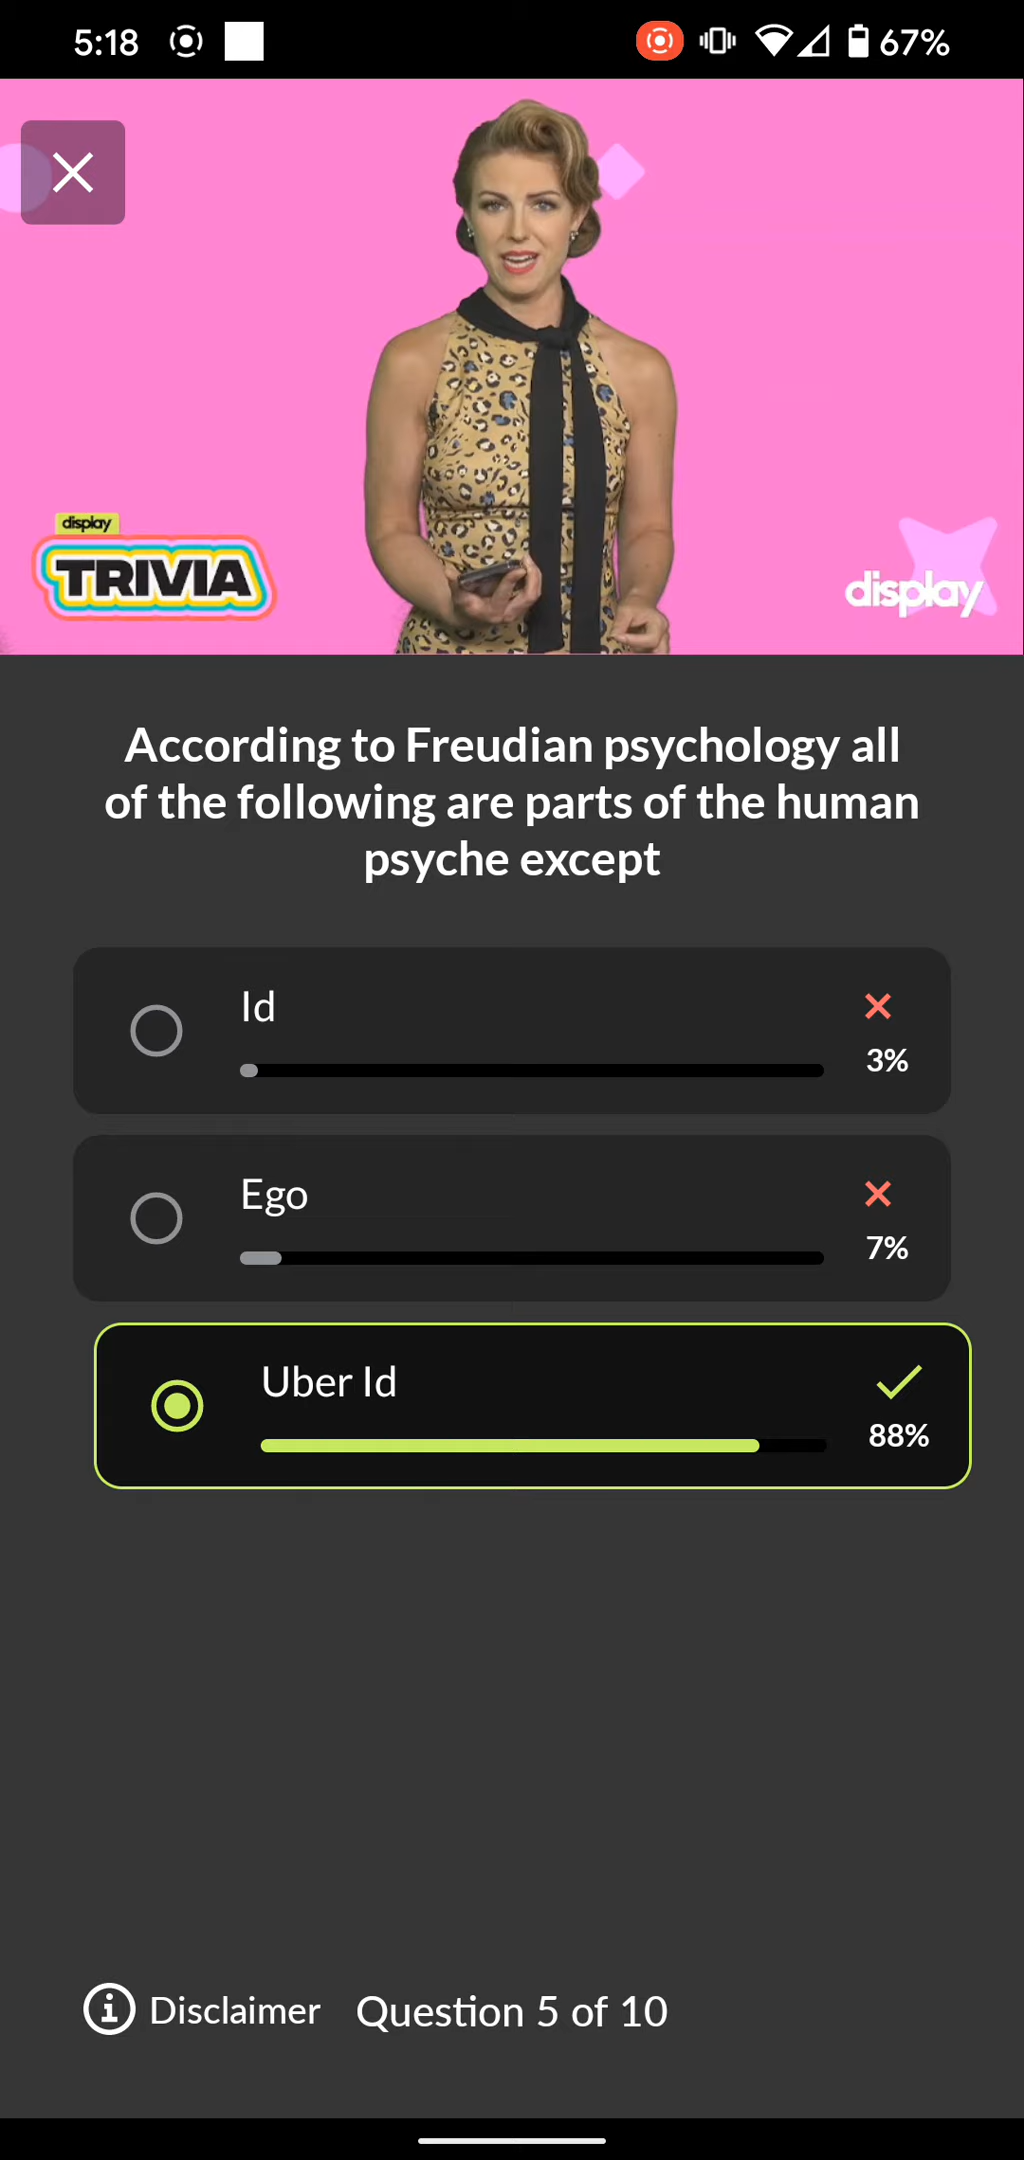 5:18
67%
display
TRIVIA
display
According to Freudian psychology all
of the following are parts of the human
psyche except
Id
3%
Ego
7%
Uber Id
88%
Disclaimer Question 5 of 10